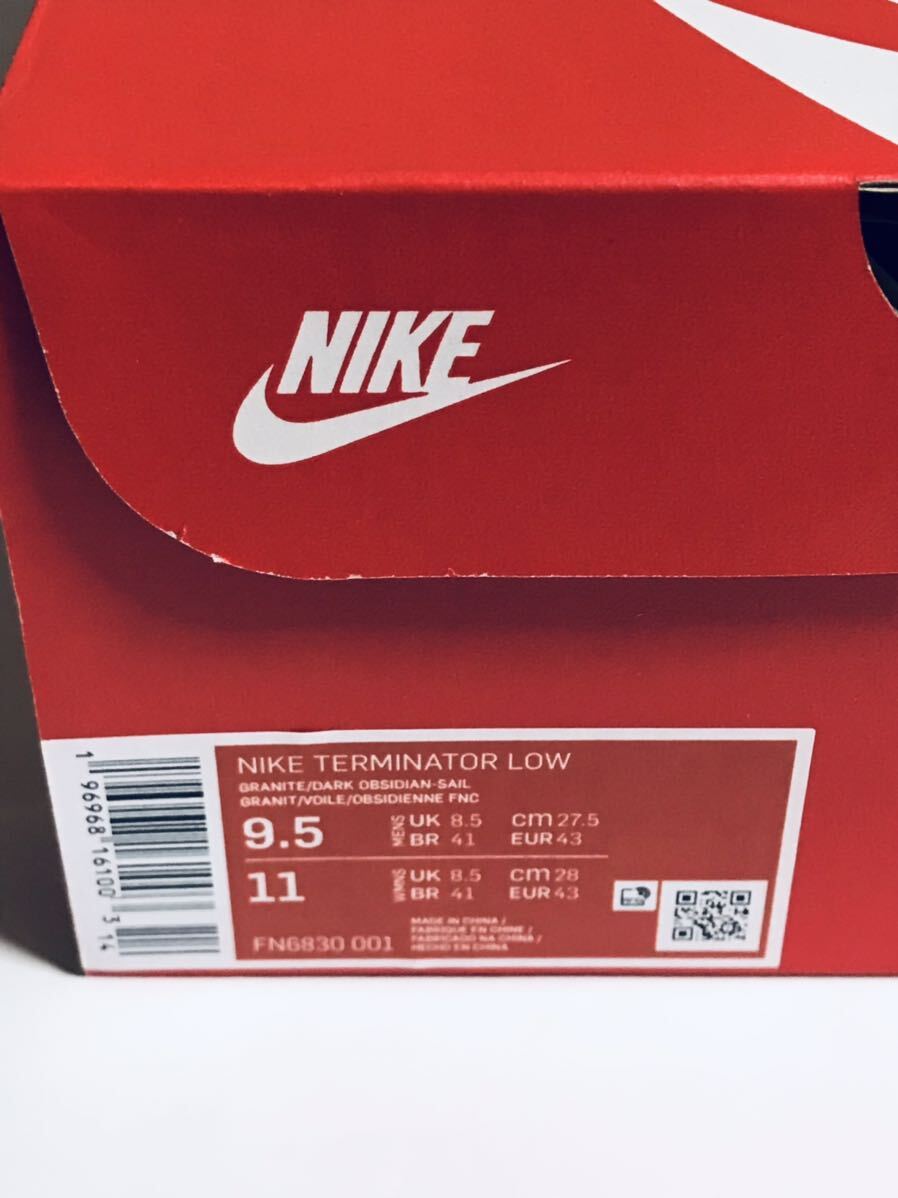 NIKE
NIKE TERMINATOR LOW
GRANITE/DARK OBSIDIAN-SAIL
GRANIT/VOILE/OBSIDIENNE FNC
9.5 MENS UK 8.5 cm 27.5
BR 41 EUR 43
11 WMNS UK 8.5 cm 28
BR 41 EUR 43
FN6830 001
MADE IN CHINA /
FABRIQUE EN CHINE /
FABRICADO NA CHINA /
HECHO EN CHINA
1 96968 16100 3 14